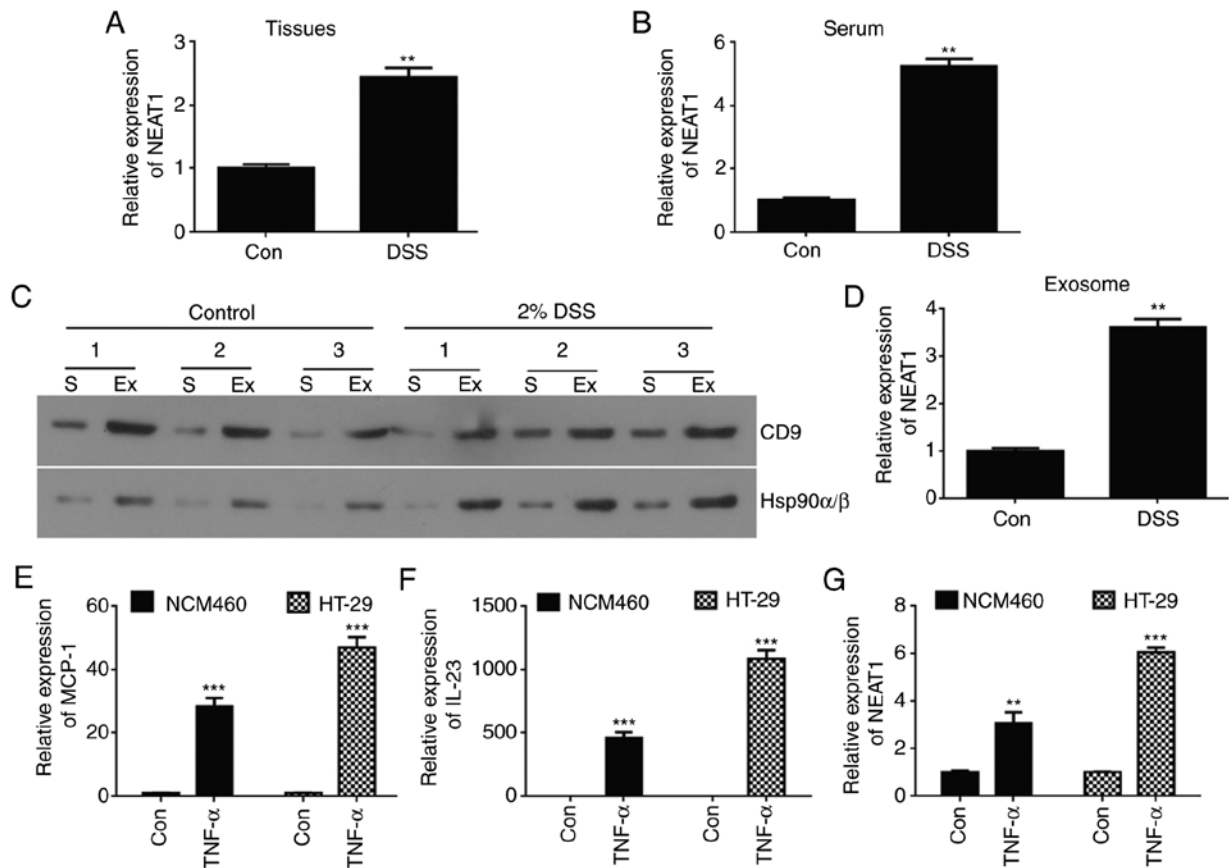 A
Tissues
Relative expression
of NEAT1
3
2
1
0
**
Con
DSS
B
Serum
Relative expression
of NEAT1
6
4
2
0
**
Con
DSS
C
Control
2% DSS
1
2
3
1
2
3
S Ex S Ex S Ex S Ex S Ex S Ex
CD9
Hsp90α/β
D
Exosome
Relative expression
of NEAT1
4
3
2
1
0
**
Con
DSS
E
NCM460
HT-29
Relative expression
of MCP-1
60
40
20
0
***
***
Con
TNF-α
Con
TNF-α
F
NCM460
HT-29
Relative expression
of IL-23
1500
1000
500
0
***
***
Con
TNF-α
Con
TNF-α
G
NCM460
HT-29
Relative expression
of NEAT1
8
6
4
2
0
**
***
Con
TNF-α
Con
TNF-α